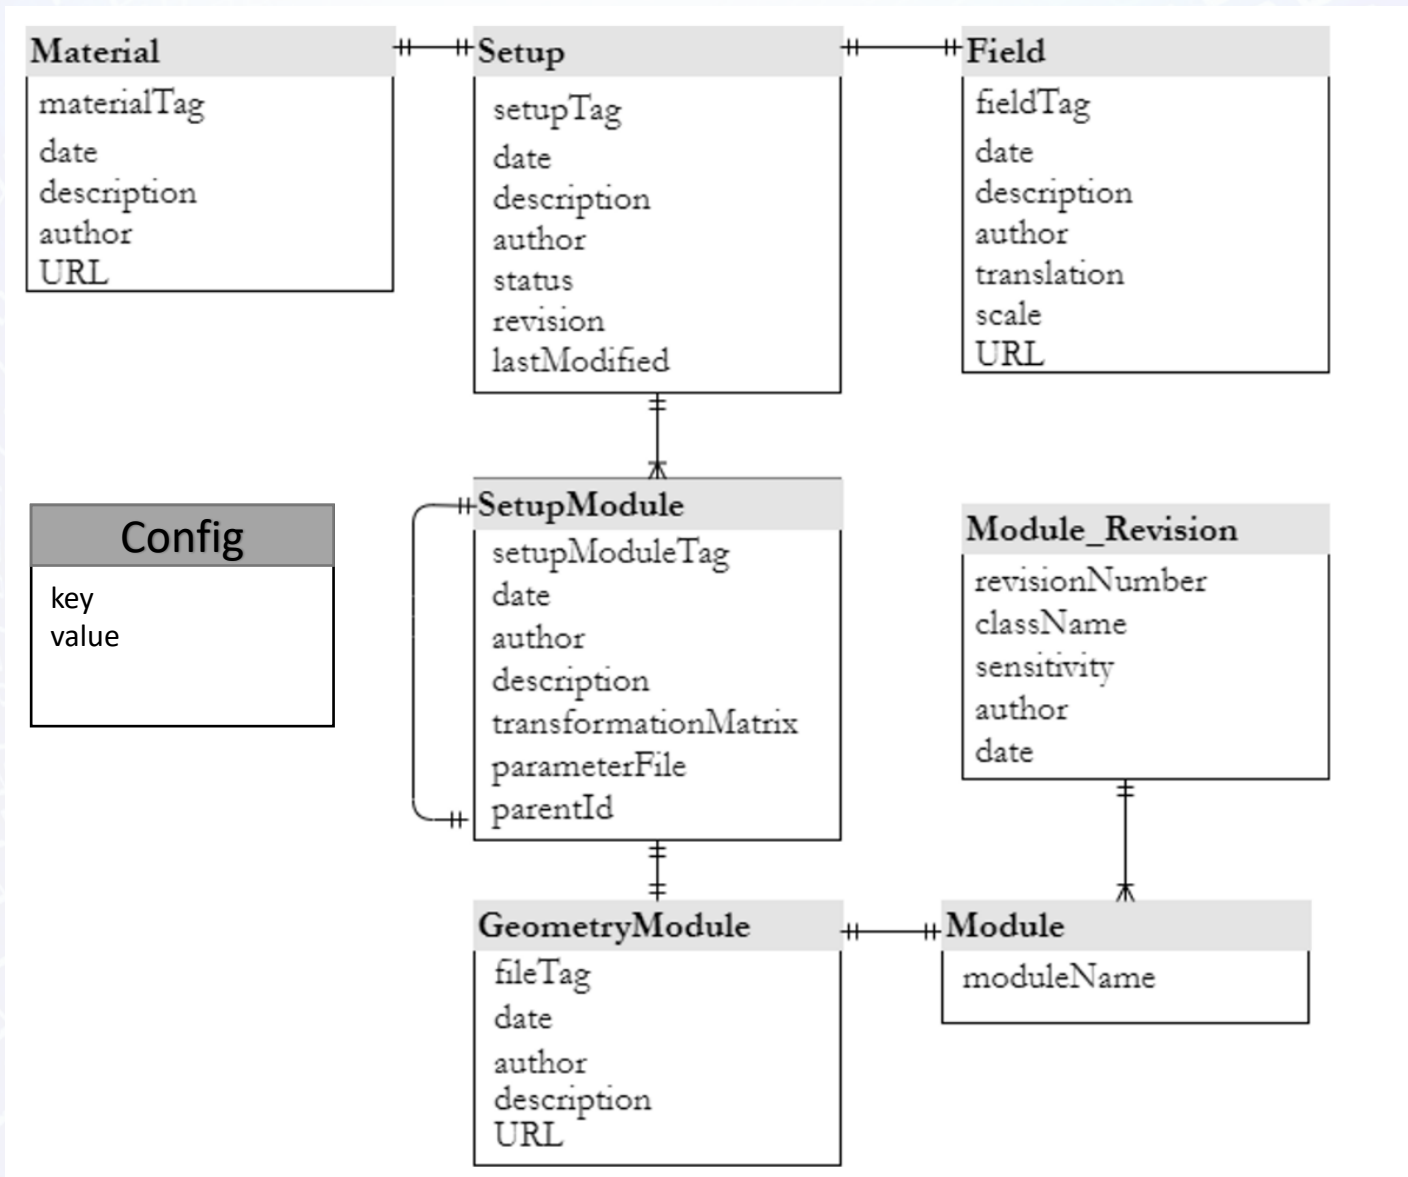 Material
materialTag
date
description
author
URL
Setup
setupTag
date
description
author
status
revision
lastModified
Field
fieldTag
date
description
author
translation
scale
URL
Config
key
value
SetupModule
setupModuleTag
date
author
description
transformationMatrix
parameterFile
parentId
Module_Revision
revisionNumber
className
sensitivity
author
date
GeometryModule
fileTag
date
author
description
URL
Module
moduleName